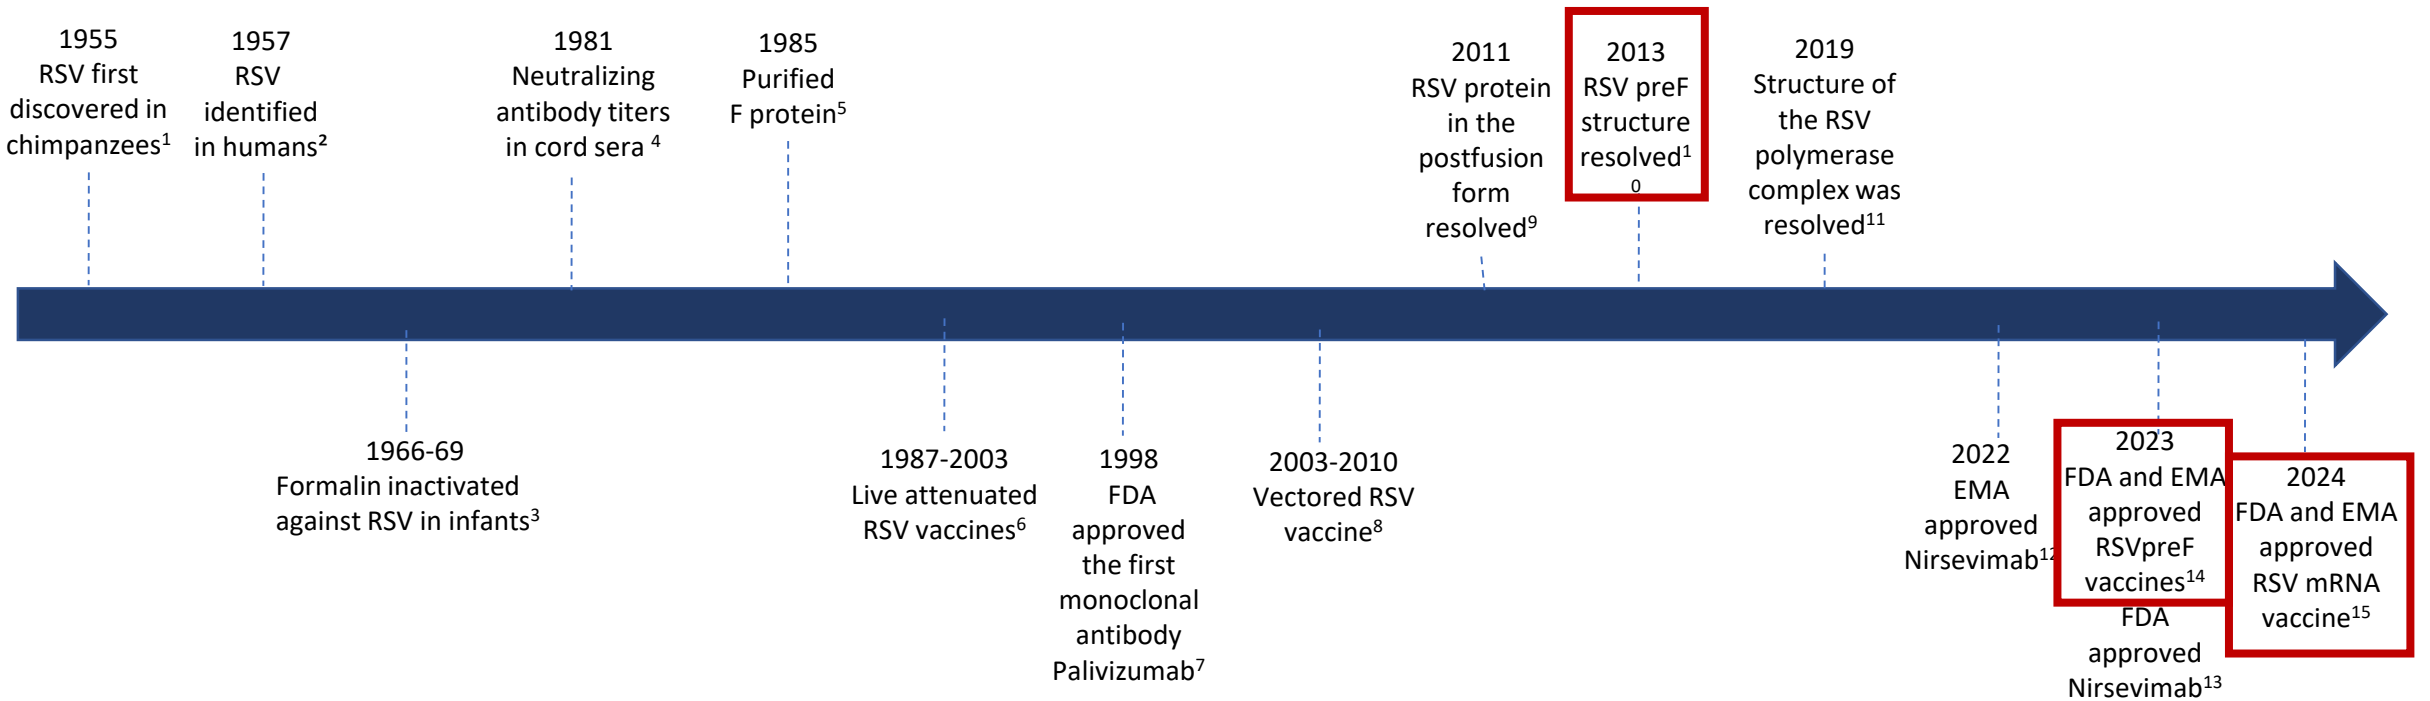 1955
RSV first
discovered in
chimpanzees¹
1957
RSV
identified
in humans²
1981
Neutralizing
antibody titers
in cord sera ⁴
1985
Purified
F protein⁵
2011
RSV protein
in the
postfusion
form
resolved⁹
2013
RSV preF
structure
resolved¹
⁰
2019
Structure of
the RSV
polymerase
complex was
resolved¹¹
1966-69
Formalin inactivated
against RSV in infants³
1987-2003
Live attenuated
RSV vaccines⁶
1998
FDA
approved
the first
monoclonal
antibody
Palivizumab⁷
2003-2010
Vectored RSV
vaccine⁸
2022
EMA
approved
Nirsevimab¹²
2023
FDA and EMA
approved
RSVpreF
vaccines¹⁴
FDA
approved
Nirsevimab¹³
2024
FDA and EMA
approved
RSV mRNA
vaccine¹⁵